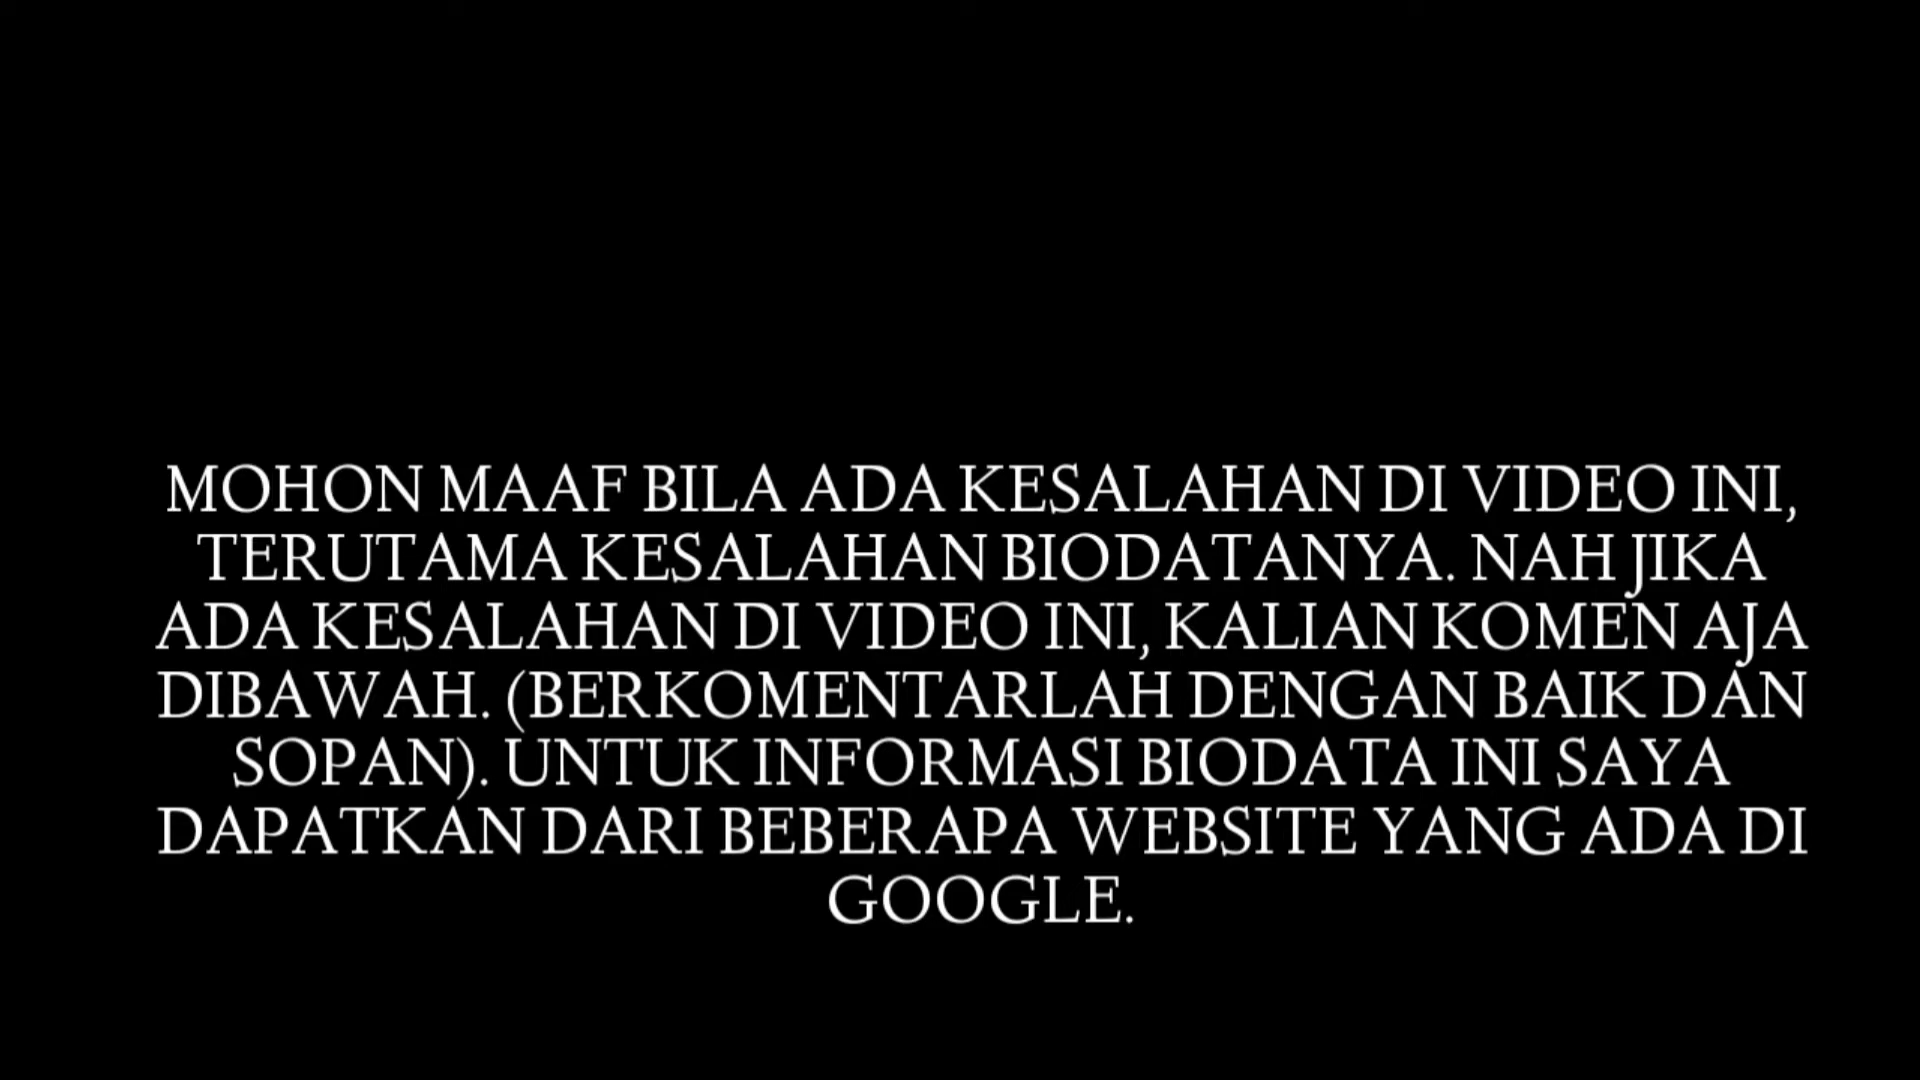 MOHON MAAF BILA ADA KESALAHAN DI VIDEO INI,
TERUTAMA KESALAHAN BIODATANYA. NAH JIKA
ADA KESALAHAN DI VIDEO INI, KALIAN KOMEN AJA
DIBAWAH. (BERKOMENTARLAH DENGAN BAIK DAN
SOPAN). UNTUK INFORMASI BIODATA INI SAYA
DAPATKAN DARI BEBERAPA WEBSITE YANG ADA DI
GOOGLE.